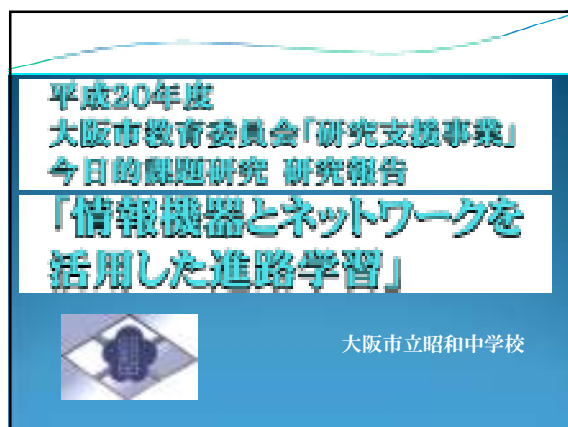 平成20年度
大阪市教育委員会「研究支援事業」
今日的課題研究 研究報告
「情報機器とネットワークを
活用した進路学習」
大阪市立昭和中学校